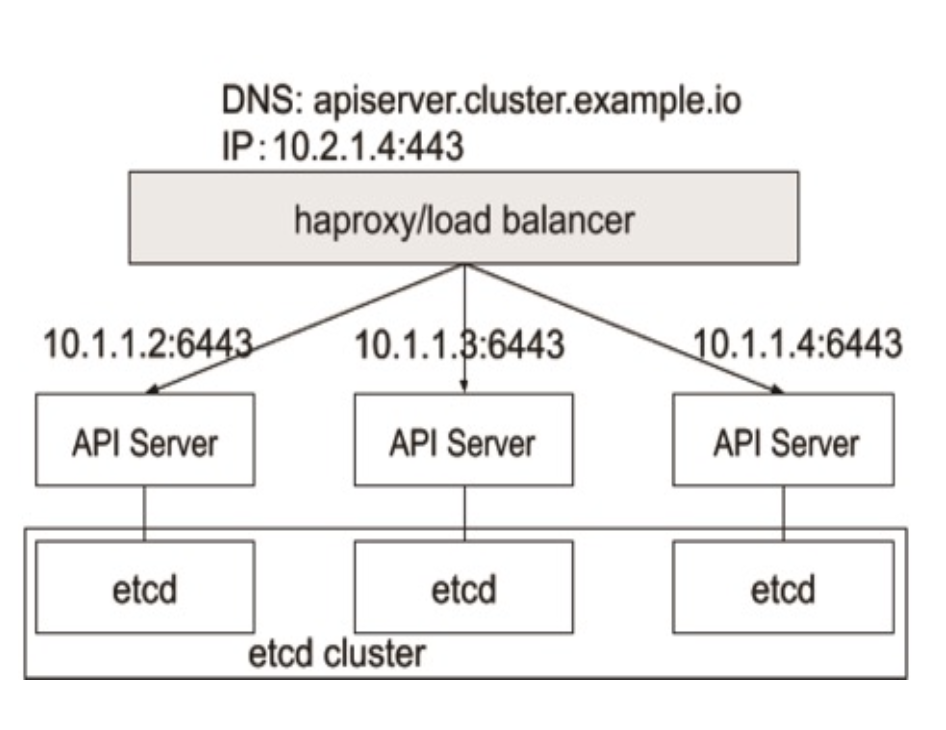 DNS: apiserver.cluster.example.io
IP:10.2.1.4:443
haproxy/load balancer
10.1.1.2:6443
10.1.1.3:6443
10.1.1.4:6443
API Server
API Server
API Server
etcd
etcd
etcd
etcd cluster